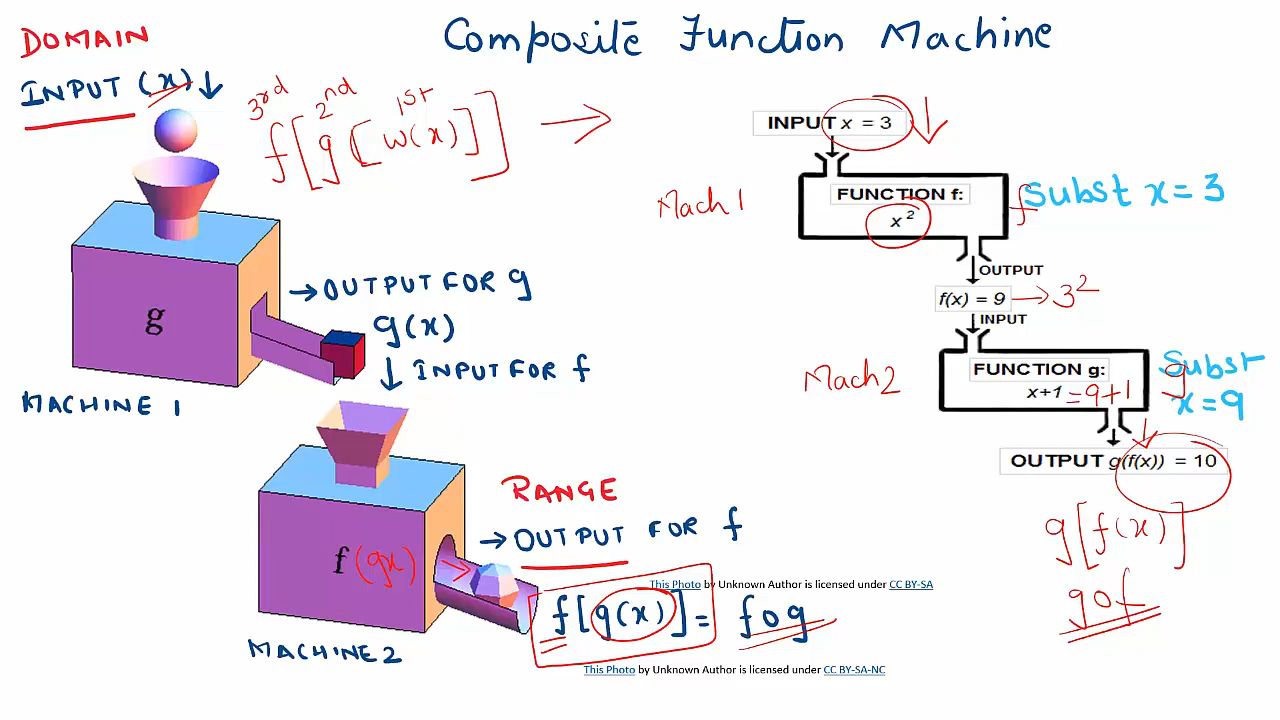 Composite Function Machine
DOMAIN
INPUT (x) ↓
3rd 2nd 1st
f[g[w(x)]] →
g
→ OUTPUT FOR g
g(x)
↓ INPUT FOR f
MACHINE 1
f (gx) →
RANGE
→ OUTPUT FOR f
f[g(x)] = fog
MACHINE 2
This Photo by Unknown Author is licensed under CC BY-SA-NC
INPUT x = 3 ↓
Mach 1
FUNCTION f:
x²
f
Subst x = 3
OUTPUT
f(x) = 9 → 3²
INPUT
Mach 2
FUNCTION g:
x+1 = 9+1
g
Subst
x = 9
OUTPUT g(f(x)) = 10
g[f(x)]
gof
This Photo by Unknown Author is licensed under CC BY-SA